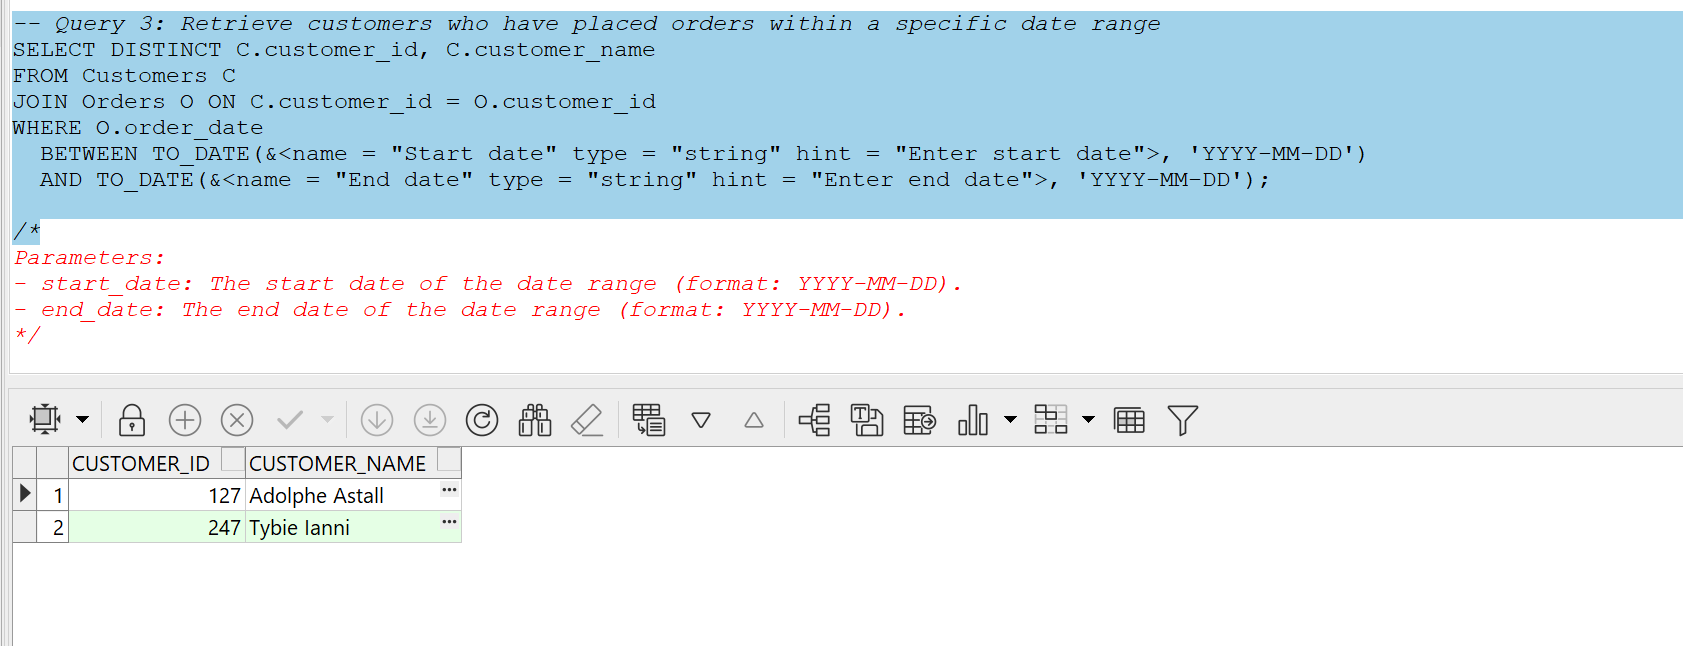 -- Query 3: Retrieve customers who have placed orders within a specific date range
SELECT DISTINCT C.customer_id, C.customer_name
FROM Customers C
JOIN Orders O ON C.customer_id = O.customer_id
WHERE O.order_date
BETWEEN TO_DATE(&<name = "Start date" type = "string" hint = "Enter start date">, 'YYYY-MM-DD')
AND TO_DATE(&<name = "End date" type = "string" hint = "Enter end date">, 'YYYY-MM-DD');
/*
Parameters:
- start_date: The start date of the date range (format: YYYY-MM-DD).
- end_date: The end date of the date range (format: YYYY-MM-DD).
*/
CUSTOMER_ID CUSTOMER_NAME
1 127 Adolphe Astall ...
2 247 Tybie Ianni ...